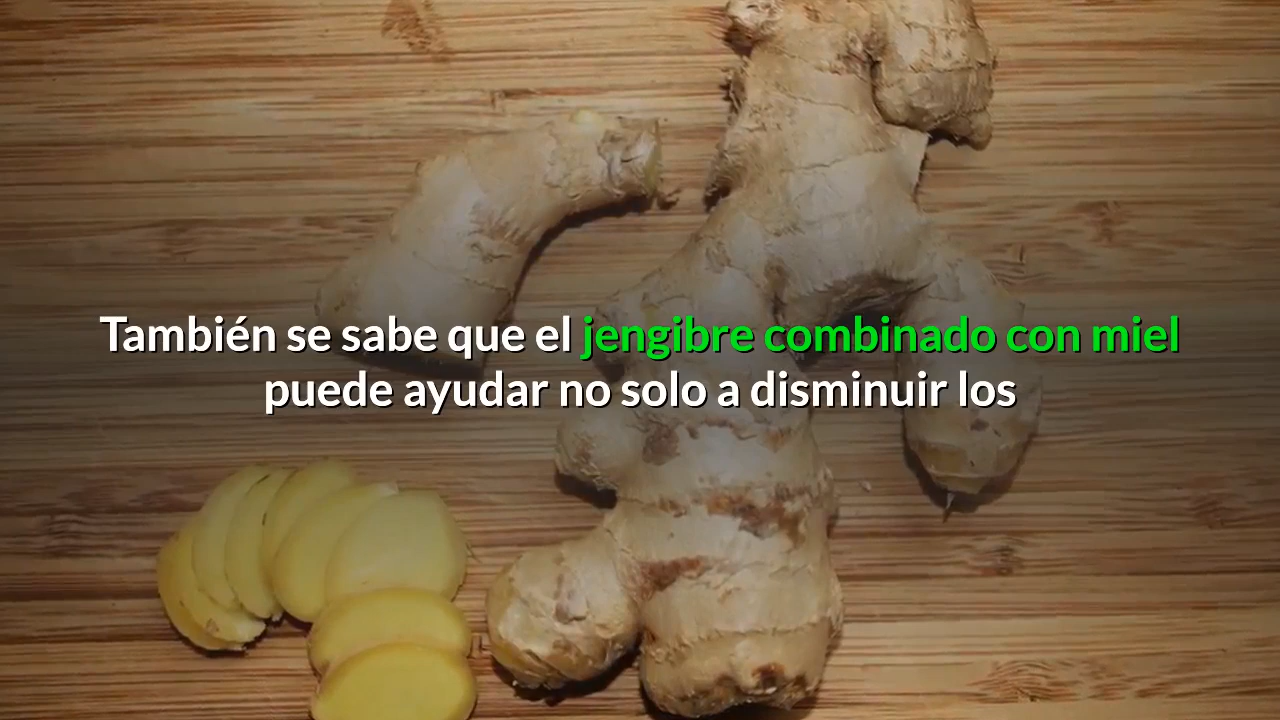 También se sabe que el jengibre combinado con miel
puede ayudar no solo a disminuir los